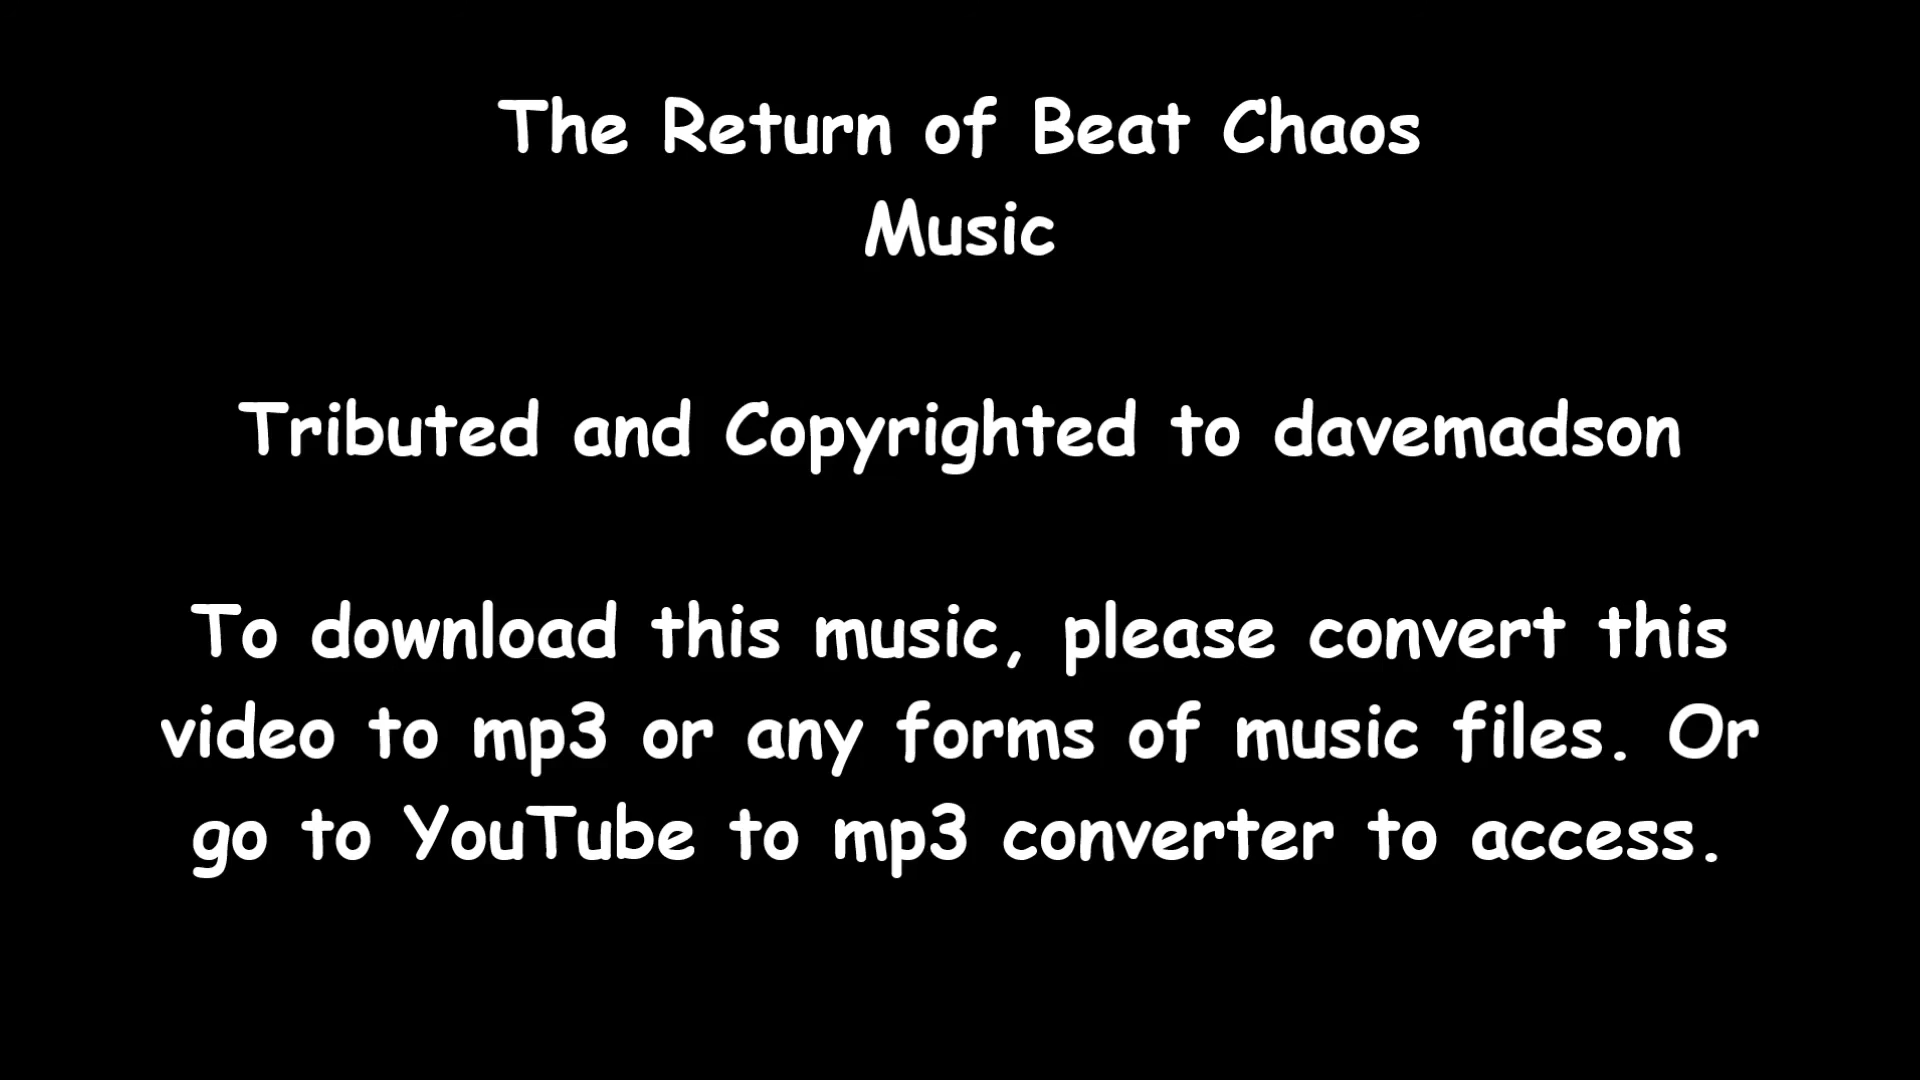 The Return of Beat Chaos
Music
Tributed and Copyrighted to davemadson
To download this music, please convert this
video to mp3 or any forms of music files. Or
go to YouTube to mp3 converter to access.